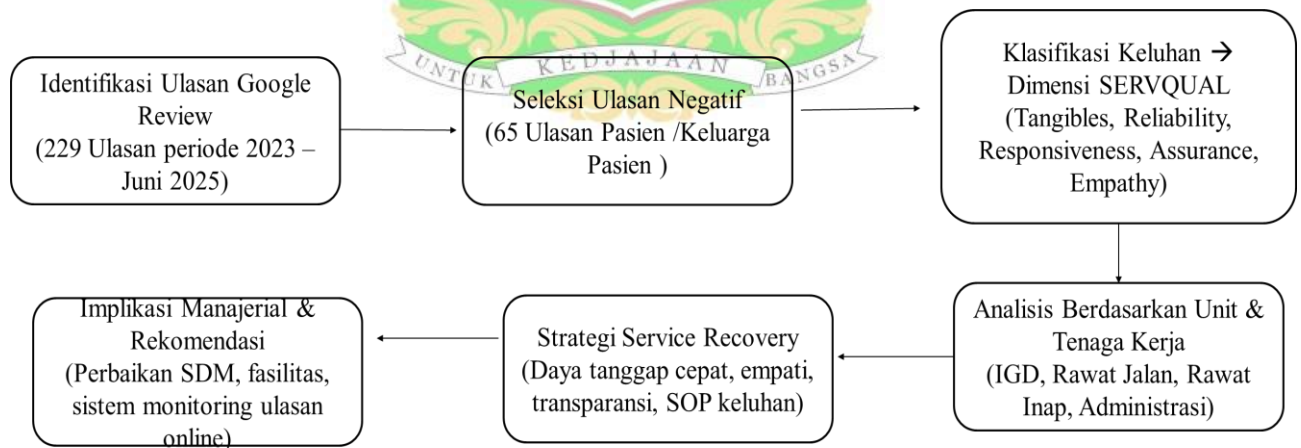 UNTUK KEDJAJAAN BANGSA
Identifikasi Ulasan Google
Review
(229 Ulasan periode 2023 –
Juni 2025)
Seleksi Ulasan Negatif
(65 Ulasan Pasien /Keluarga
Pasien )
Klasifikasi Keluhan →
Dimensi SERVQUAL
(Tangibles, Reliability,
Responsiveness, Assurance,
Empathy)
Analisis Berdasarkan Unit &
Tenaga Kerja
(IGD, Rawat Jalan, Rawat
Inap, Administrasi)
Strategi Service Recovery
(Daya tanggap cepat, empati,
transparansi, SOP keluhan)
Implikasi Manajerial &
Rekomendasi
(Perbaikan SDM, fasilitas,
sistem monitoring ulasan
online)